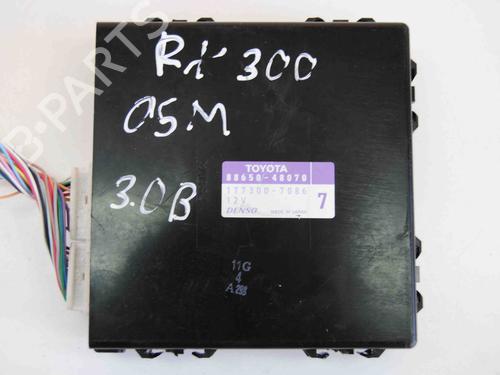 RX 300
05M
3.0B
TOYOTA
88650-48070
177300-7086
12V
DENSO MADE IN JAPAN
7
11G
4
B-PARTS